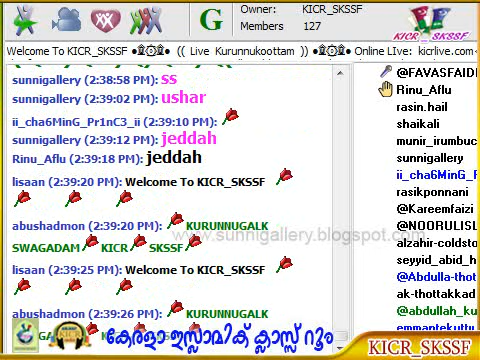 G
Owner: KICR_SKSSF
Members 127
KICR_SKSSF
Welcome To KICR_SKSSF (( Live Kurunnukoottam )) Online Live: kicrlive.com
sunnigallery (2:38:58 PM): ss
sunnigallery (2:39:02 PM): ushar
ii_cha6MinG_Pr1nC3_ii (2:39:10 PM):
sunnigallery (2:39:12 PM): jeddah
Rinu_Aflu (2:39:18 PM): jeddah
lisaan (2:39:20 PM): Welcome To KICR_SKSSF
abushadmon (2:39:20 PM): KURUNNUGALK
SWAGADAM KICR SKSSF
lisaan (2:39:25 PM): Welcome To KICR_SKSSF
abushadmon (2:39:26 PM): KURUNNUGALK
www.sunnigallery.blogspot.com
@FAVASFAIDI
Rinu_Aflu
rasin.hail
shaikali
munir_irumbuc
sunnigallery
ii_cha6MinG_P
rasikponnani
@Kareemfaizi
@NOORULISL
alzahir-coldsto
seyyid_abid_h
@Abdulla-thot
ak-thottakkad
@abdullah_ku
emmantekuttu
കേരളാ ഇസ്ലാമിക് ക്ലാസ്സ് റൂം
KICR_SKSSF